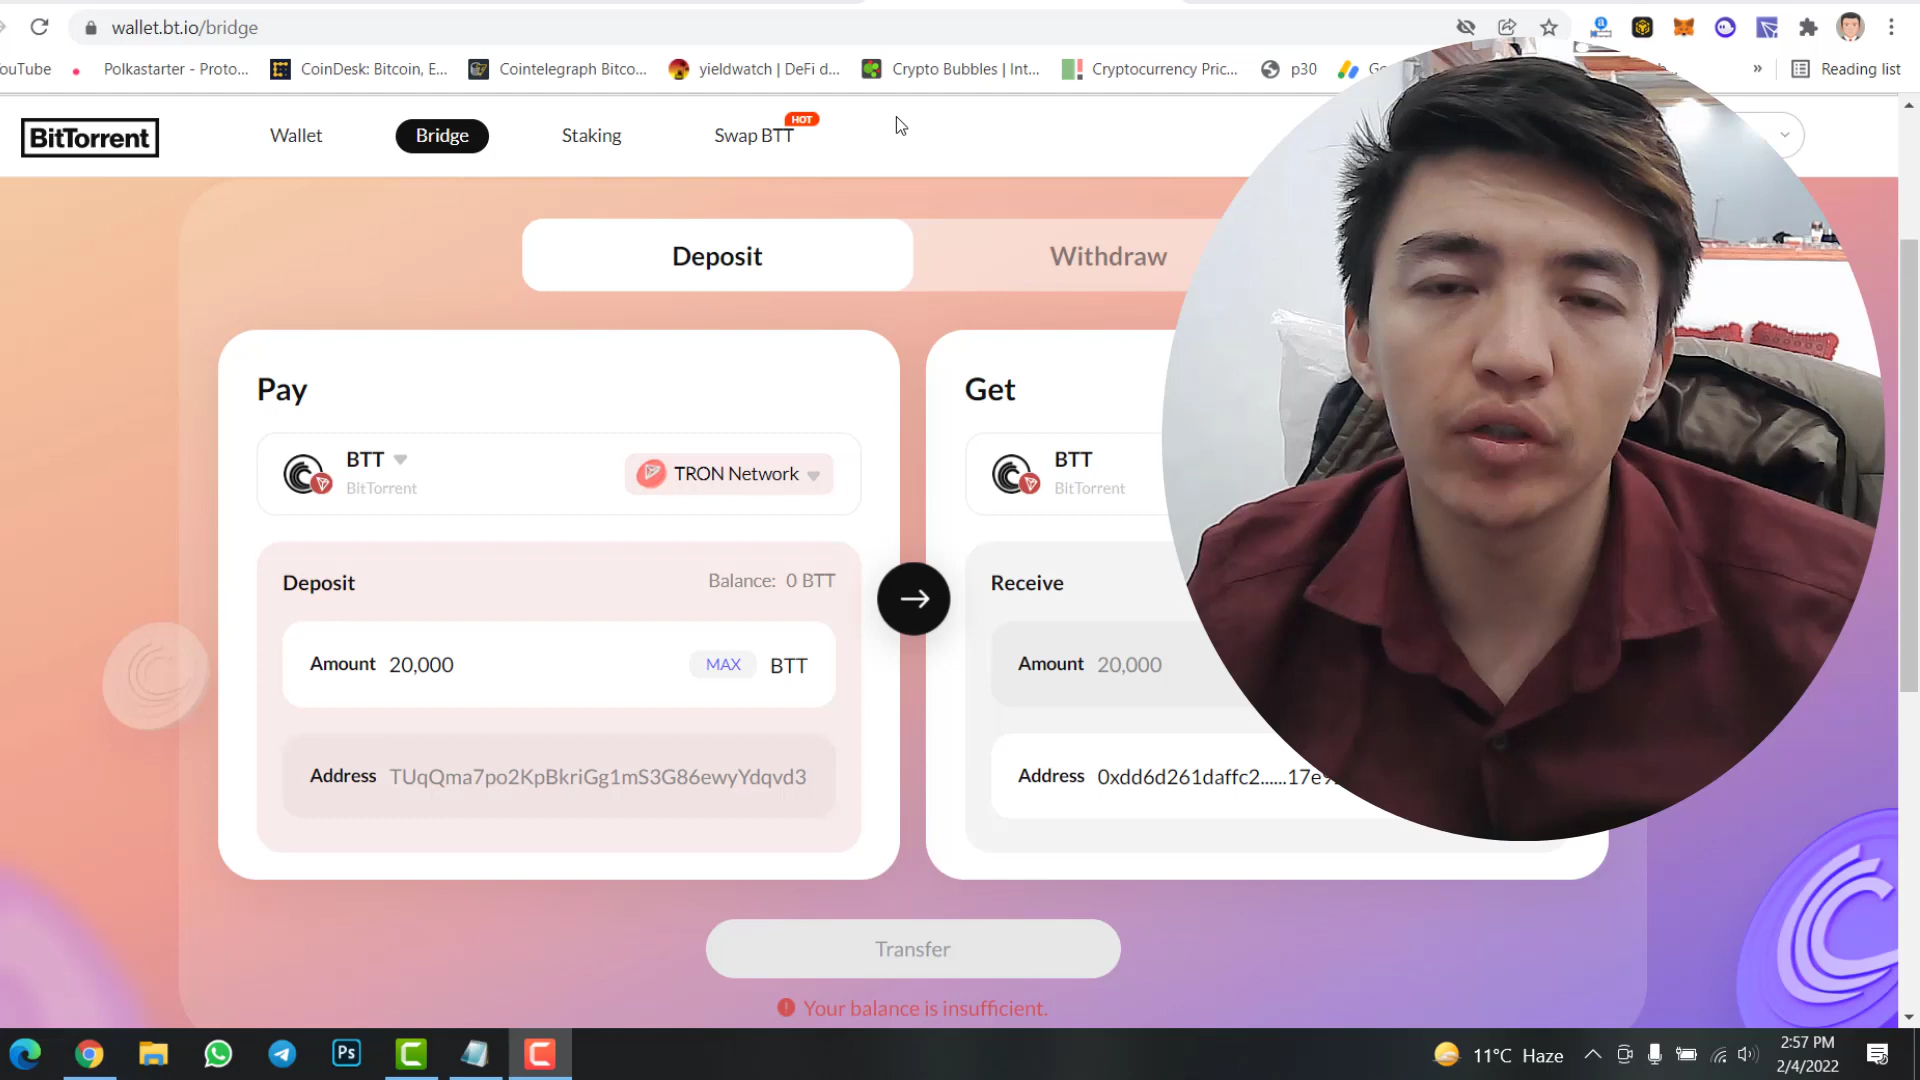 wallet.bt.io/bridge
ouTube
Polkastarter - Proto...
CoinDesk: Bitcoin, E...
Cointelegraph Bitco...
yieldwatch | DeFi d...
Crypto Bubbles | Int...
Cryptocurrency Pric...
p30
»
Reading list
BitTorrent
Wallet
Bridge
Staking
Swap BTT
HOT
Deposit
Withdraw
Pay
BTT
BitTorrent
TRON Network
Deposit
Balance: 0 BTT
Amount 20,000
MAX
BTT
Address TUqQma7po2KpBkriGg1mS3G86ewyYdqvd3
Get
BTT
BitTorrent
Receive
Amount 20,000
Address 0xdd6d261daffc2......17e9
Transfer
Your balance is insufficient.
Ps
11°C Haze
2:57 PM
2/4/2022